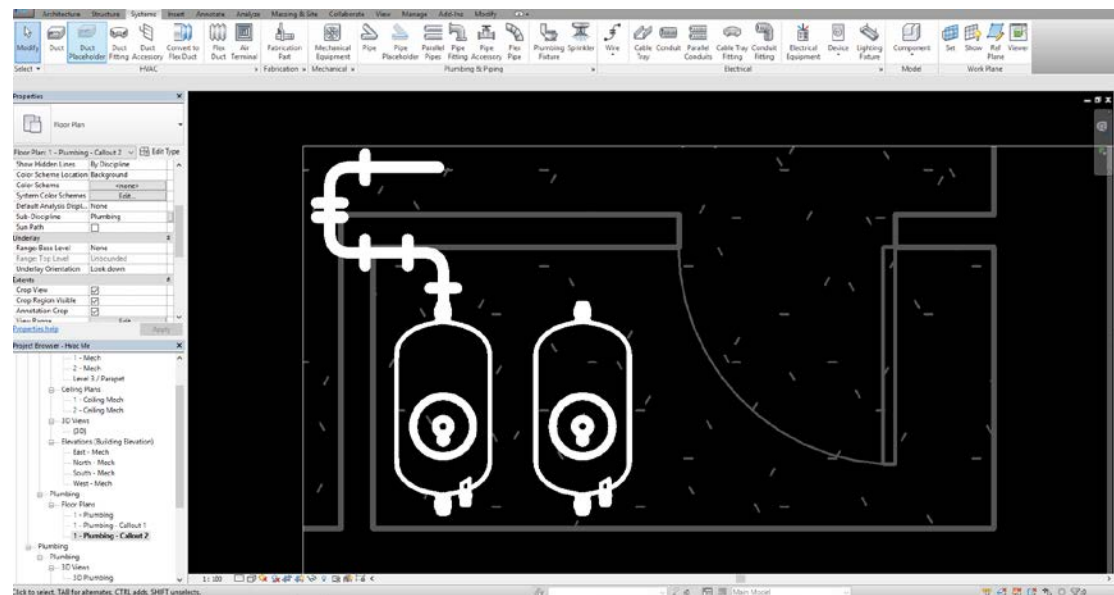 Architecture Structure Systems Insert Annotate Analyze Massing & Site Collaborate View Manage Add-Ins Modify
Modify Duct Duct Placeholder Duct Fitting Duct Accessory Convert to Flex Duct Flex Duct Air Terminal Fabrication Part Mechanical Equipment Pipe Pipe Placeholder Parallel Pipes Pipe Fitting Pipe Accessory Flex Pipe Plumbing Fixture Sprinkler Wire Cable Tray Conduit Parallel Conduits Cable Tray Fitting Conduit Fitting Electrical Equipment Device Lighting Fixture Component Set Show Ref Plane Viewer
Select HVAC Fabrication Mechanical Plumbing & Piping Electrical Model Work Plane
Properties
Floor Plan
Floor Plan: 1 - Plumbing - Callout 2 Edit Type
Show Hidden Lines By Discipline
Color Scheme Location Background
Color Scheme <none>
System Color Schemes Edit...
Default Analysis Displ... None
Sub-Discipline Plumbing
Sun Path
Underlay
Range: Base Level None
Range: Top Level Unbounded
Underlay Orientation Look down
Extents
Crop View
Crop Region Visible
Annotation Crop
View Range Edit...
Properties help Apply
Project Browser - Hvac
1 - Mech
2 - Mech
Level 3 / Parapet
Ceiling Plans
1 - Ceiling Mech
2 - Ceiling Mech
3D Views
{3D}
Elevations (Building Elevation)
East - Mech
North - Mech
South - Mech
West - Mech
Plumbing
Floor Plans
1 - Plumbing
1 - Plumbing - Callout 1
1 - Plumbing - Callout 2
Plumbing
Plumbing
3D Views
3D Plumbing
1 : 100
Click to select, TAB for alternates, CTRL adds, SHIFT unselects.
Main Model